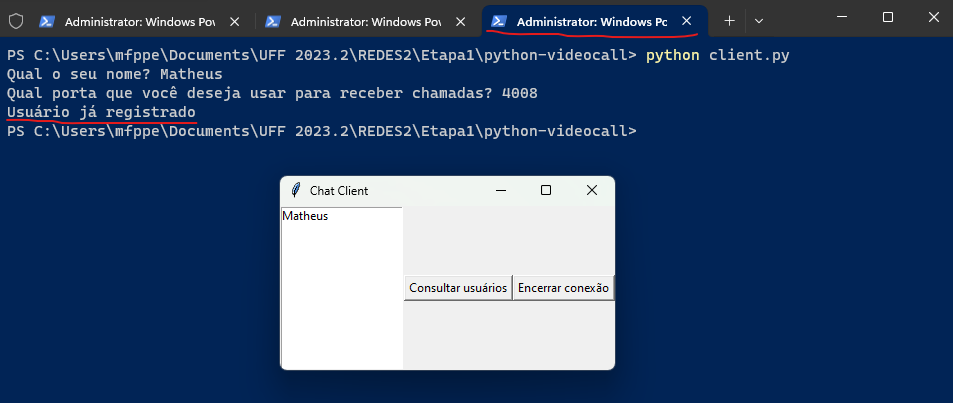 Administrator: Windows Pov
Administrator: Windows Pov
Administrator: Windows Po
PS C:\Users\mfppe\Documents\UFF 2023.2\REDES2\Etapa1\python-videocall> python client.py
Qual o seu nome? Matheus
Qual porta que você deseja usar para receber chamadas? 4008
Usuário já registrado
PS C:\Users\mfppe\Documents\UFF 2023.2\REDES2\Etapa1\python-videocall>
Chat Client
Matheus
Consultar usuários
Encerrar conexão